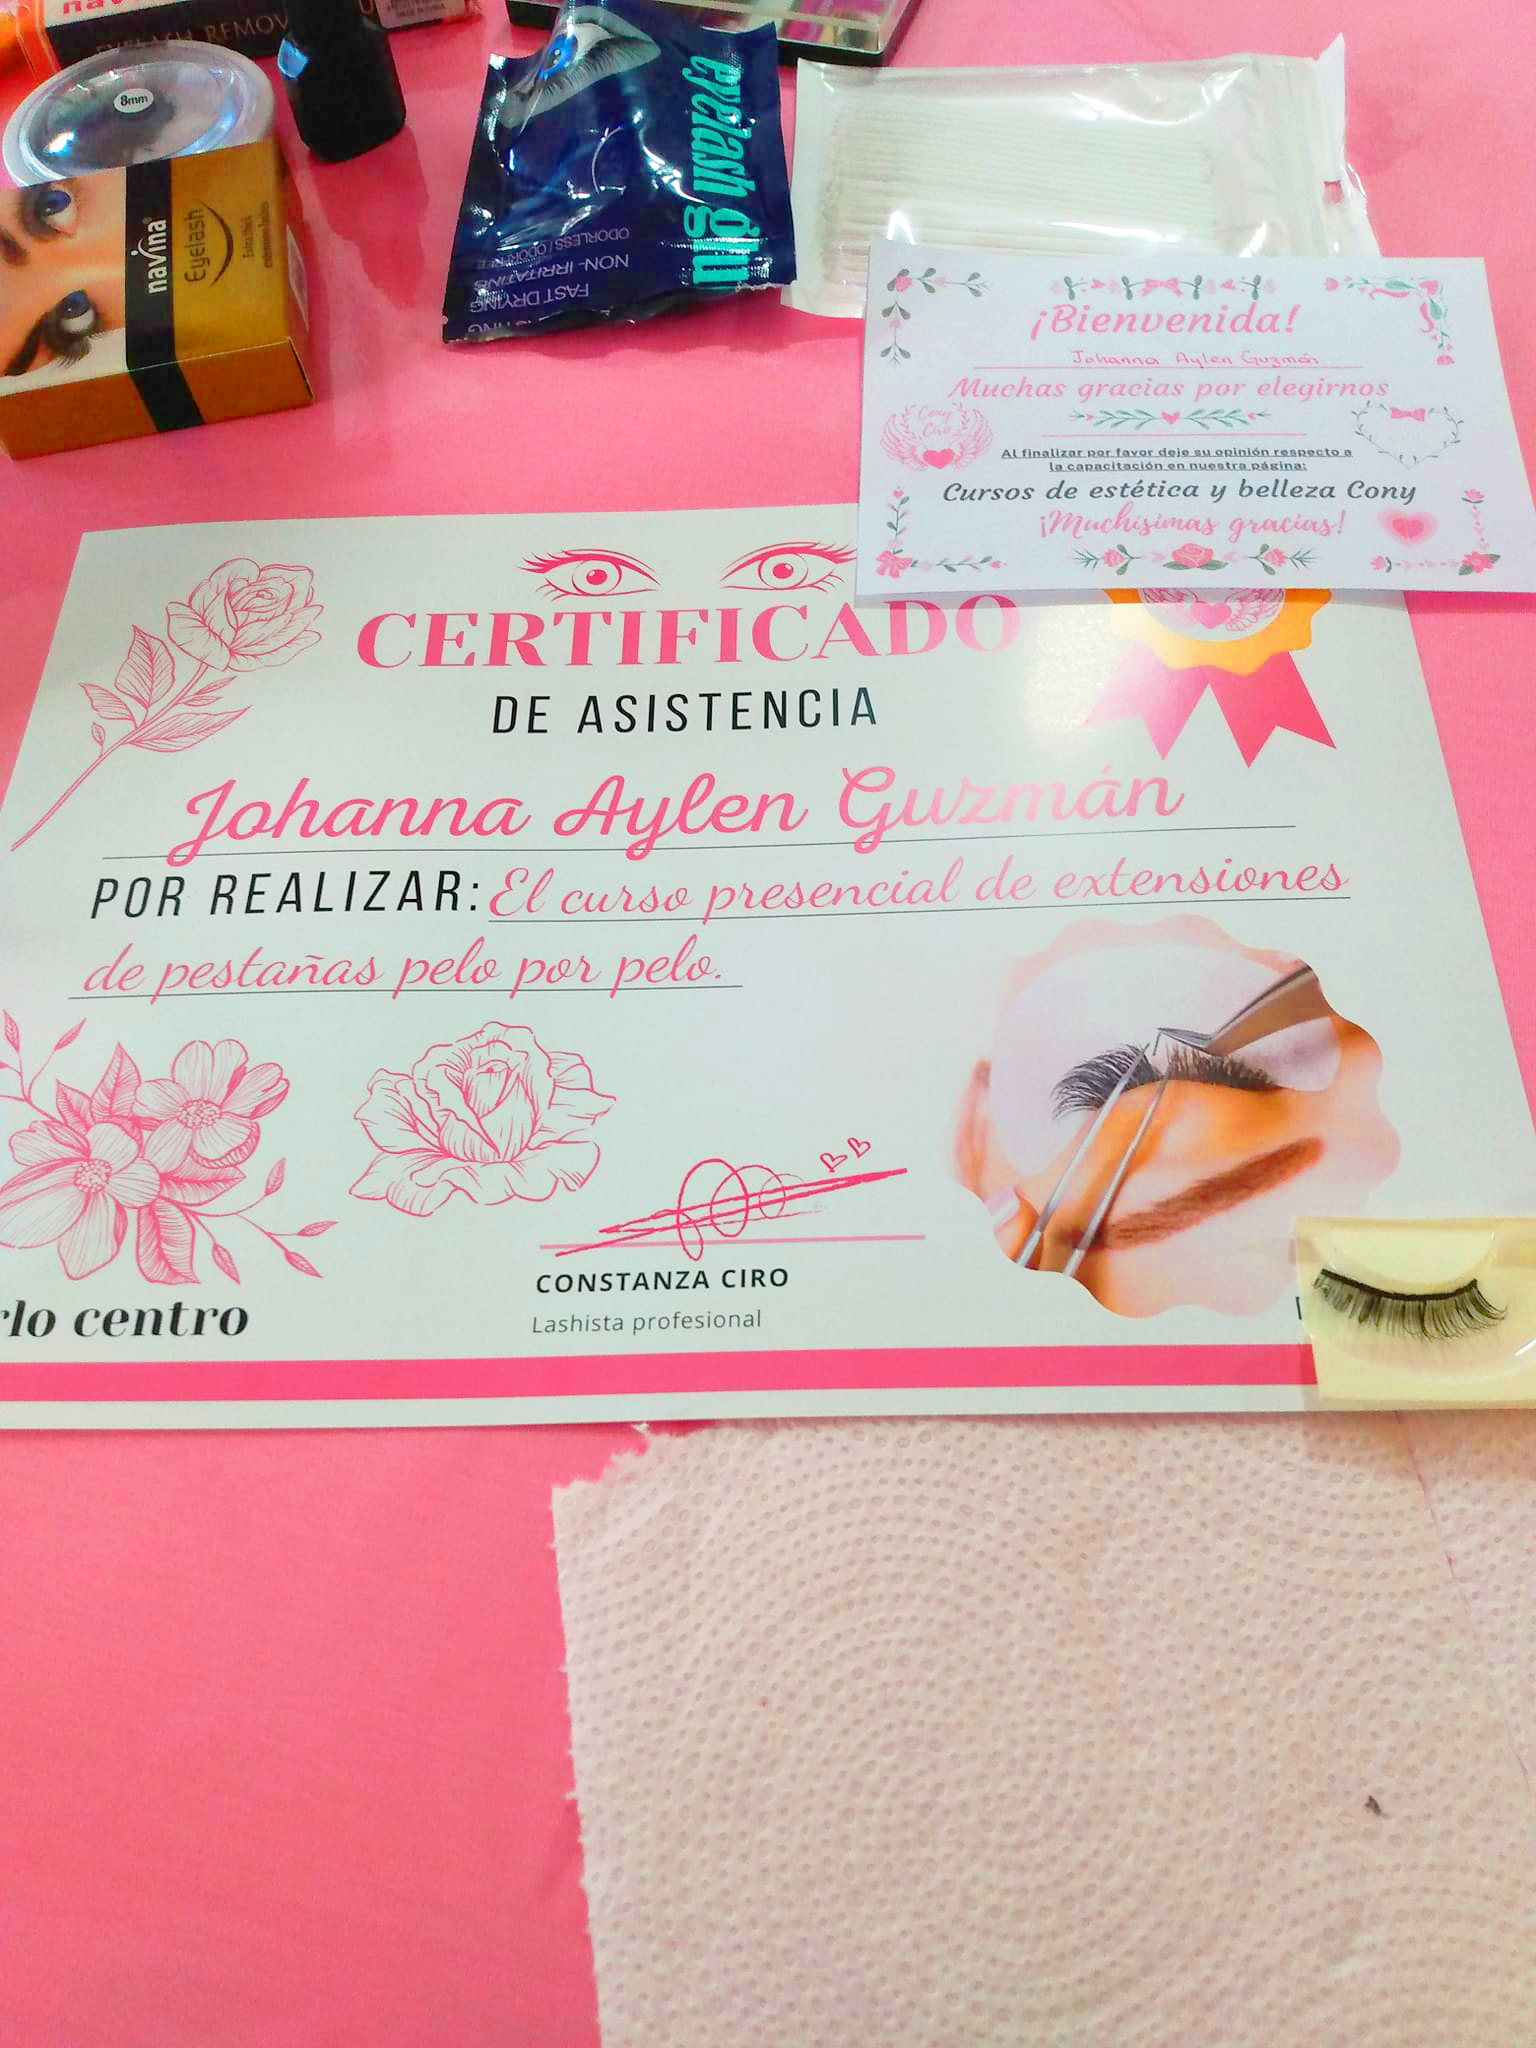 EYELASH REMOV
8mm
navina
Eyelash
eyelash glu
ODORLESS / ODOR FREE
NON-IRRITATING
FAST DRYING
¡Bienvenida!
Johanna Aylen Guzmán
Muchas gracias por elegirnos
Cony
Ciro
Al finalizar por favor deje su opinión respecto a
la capacitación en nuestra página:
Cursos de estética y belleza Cony
¡Muchísimas gracias!
CERTIFICADO
DE ASISTENCIA
Johanna Aylen Guzmán
POR REALIZAR: El curso presencial de extensiones
de pestañas pelo por pelo.
CONSTANZA CIRO
Lashista profesional
rlo centro